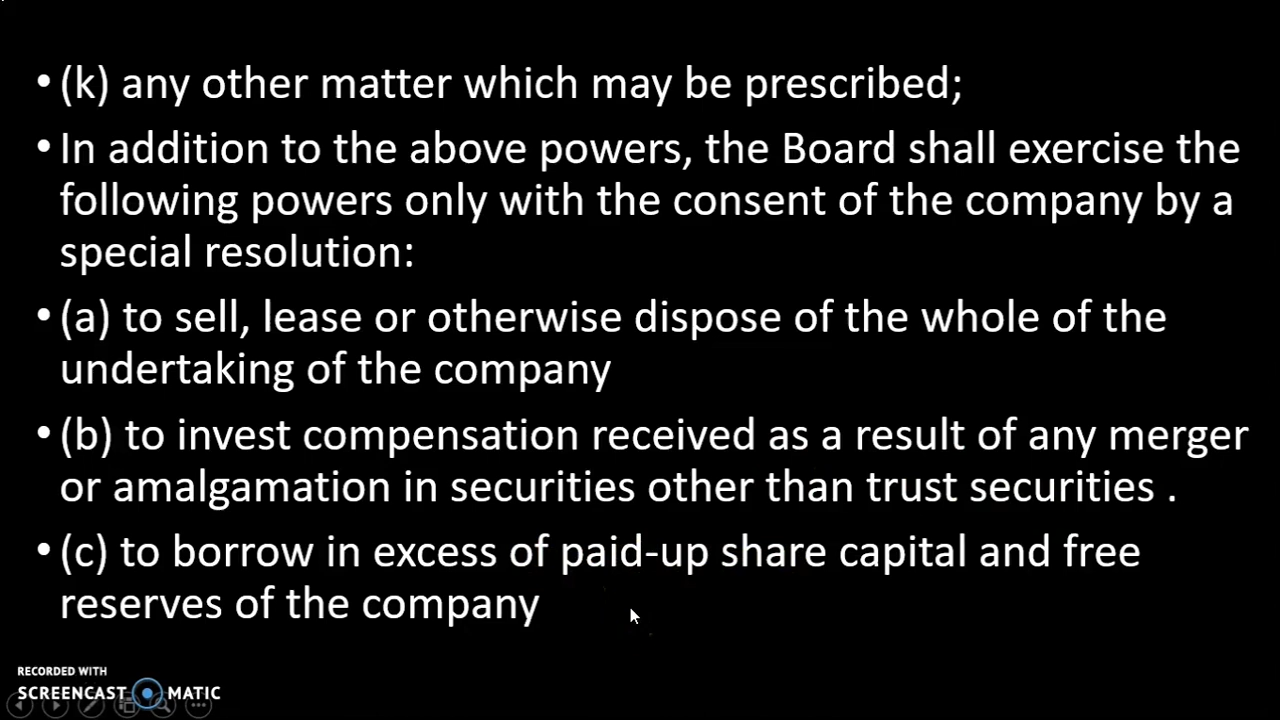 • (k) any other matter which may be prescribed;
• In addition to the above powers, the Board shall exercise the
following powers only with the consent of the company by a
special resolution:
• (a) to sell, lease or otherwise dispose of the whole of the
undertaking of the company
• (b) to invest compensation received as a result of any merger
or amalgamation in securities other than trust securities .
• (c) to borrow in excess of paid-up share capital and free
reserves of the company
RECORDED WITH
SCREENCAST MATIC